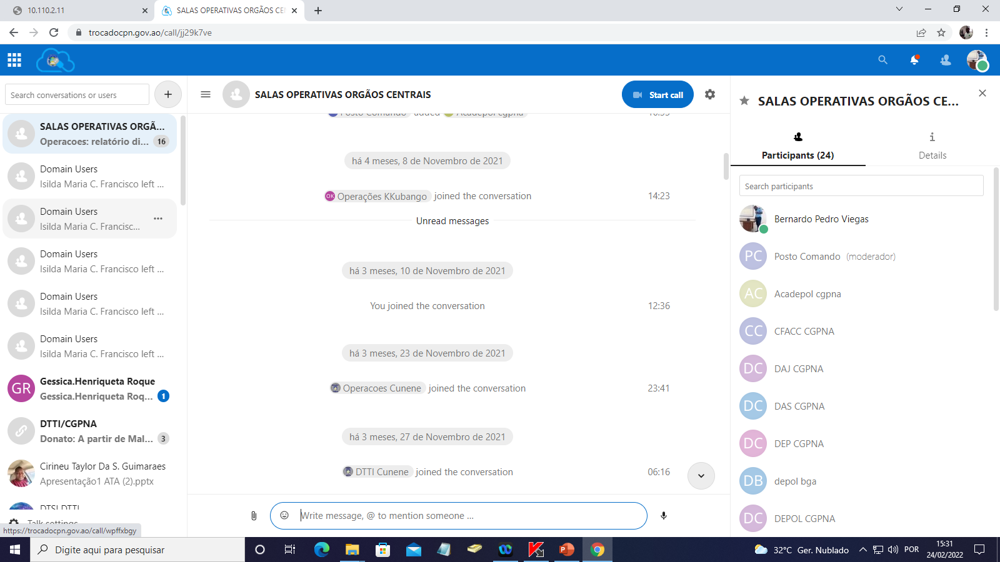 10.110.2.11
SALAS OPERATIVAS ORGÃOS CE
trocadocpn.gov.ao/call/jj29k7ve
Search conversations or users
SALAS OPERATIVAS ORGÃ...
Operacoes: relatório di... 16
Domain Users
Isilda Maria C. Francisco left ...
Domain Users
Isilda Maria C. Francisc...
Domain Users
Isilda Maria C. Francisco left ...
Domain Users
Isilda Maria C. Francisco left ...
Domain Users
Isilda Maria C. Francisco left ...
GR
Gessica.Henriqueta Roque
Gessica.Henriqueta Roq... 1
DTTI/CGPNA
Donato: A partir de Mal... 3
Cirineu Taylor Da S. Guimaraes
Apresentação1 ATA (2).pptx
DTSI DTTI
Talk settings
https://trocadocpn.gov.ao/call/wpffxbgy
SALAS OPERATIVAS ORGÃOS CENTRAIS
Start call
Posto Comando added Acadepol cgpna
há 4 meses, 8 de Novembro de 2021
OK Operações KKubango joined the conversation 14:23
Unread messages
há 3 meses, 10 de Novembro de 2021
You joined the conversation 12:36
há 3 meses, 23 de Novembro de 2021
Operacoes Cunene joined the conversation 23:41
há 3 meses, 27 de Novembro de 2021
DTTI Cunene joined the conversation 06:16
Write message, @ to mention someone ...
SALAS OPERATIVAS ORGÃOS CE...
Participants (24)
Details
Search participants
Bernardo Pedro Viegas
PC Posto Comando (moderador)
AC Acadepol cgpna
CC CFACC CGPNA
DC DAJ CGPNA
DC DAS CGPNA
DC DEP CGPNA
DB depol bga
DC DEPOL CGPNA
Digite aqui para pesquisar
32°C Ger. Nublado
POR
15:31
24/02/2022